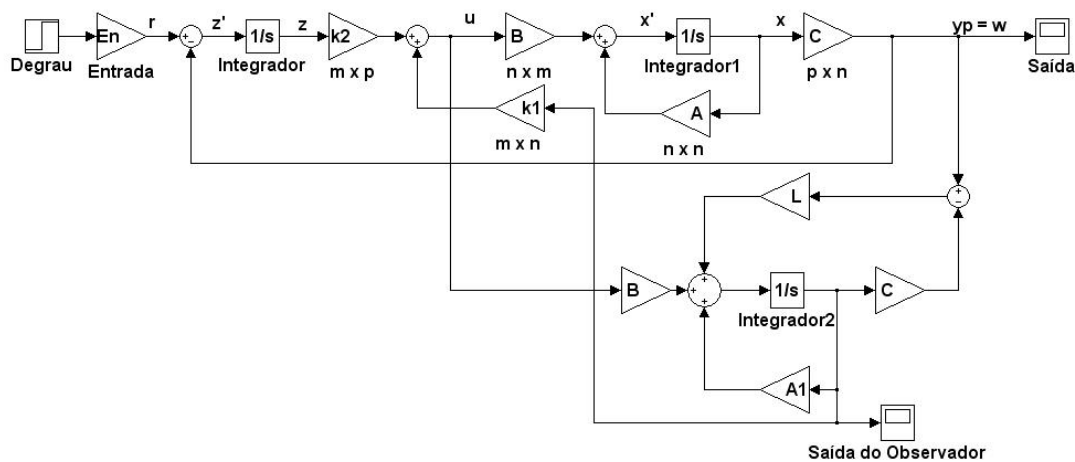 Degrau
En
Entrada
r
+
−
z'
1/s
Integrador
z
k2
m x p
+
+
u
B
n x m
+
+
x'
1/s
Integrador1
x
C
p x n
yp = w
Saída
k1
m x n
A
n x n
L
+
−
B
+
+
+
1/s
Integrador2
C
A1
Saída do Observador